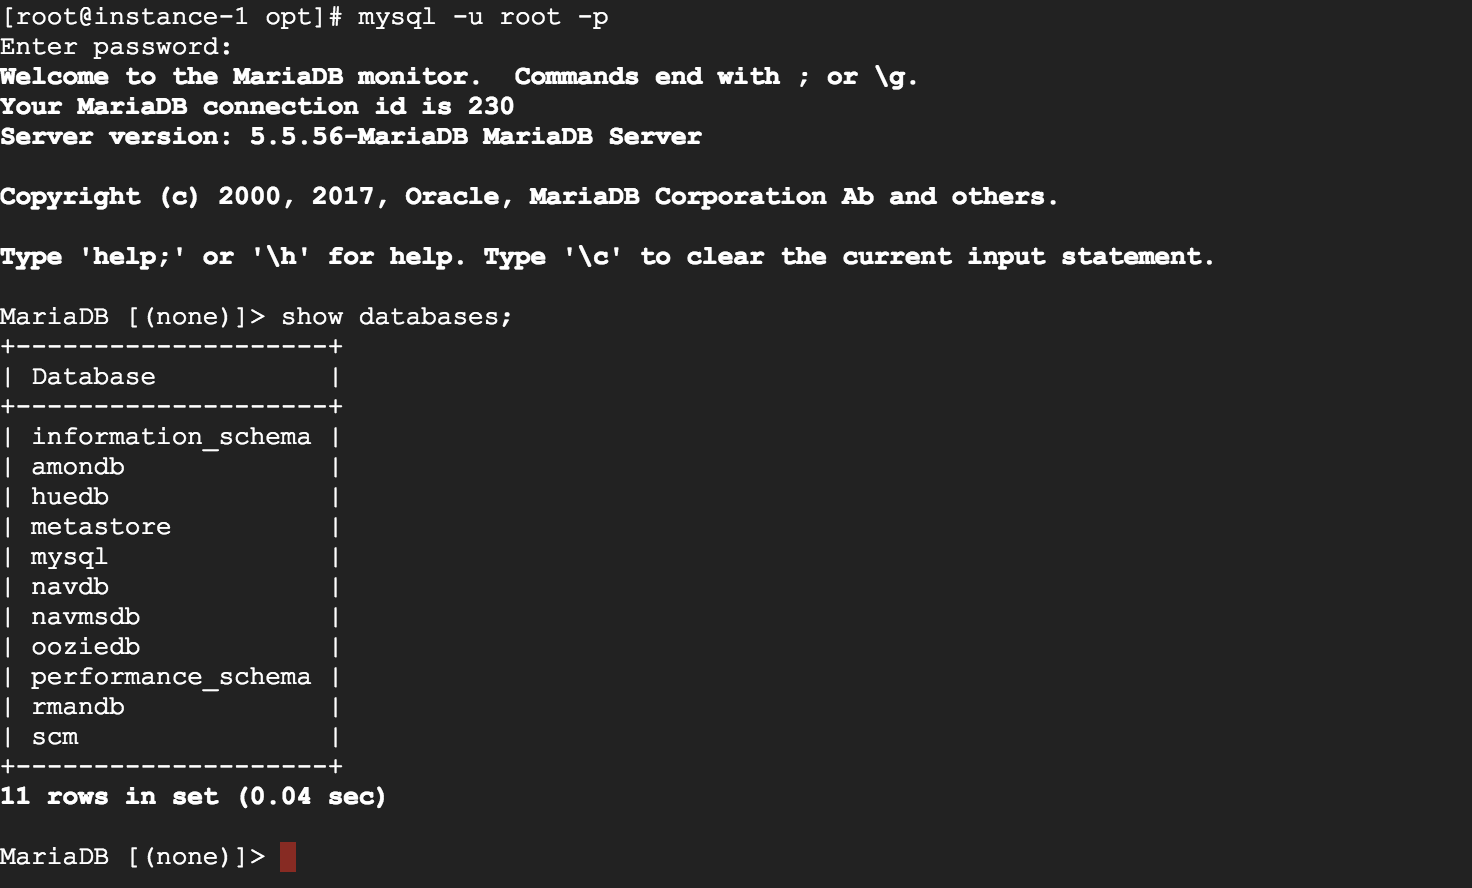 [root@instance-1 opt]# mysql -u root -p
Enter password:
Welcome to the MariaDB monitor.  Commands end with ; or \g.
Your MariaDB connection id is 230
Server version: 5.5.56-MariaDB MariaDB Server

Copyright (c) 2000, 2017, Oracle, MariaDB Corporation Ab and others.

Type 'help;' or '\h' for help. Type '\c' to clear the current input statement.

MariaDB [(none)]> show databases;
+--------------------+
| Database           |
+--------------------+
| information_schema |
| amondb             |
| huedb              |
| metastore          |
| mysql              |
| navdb              |
| navmsdb            |
| ooziedb            |
| performance_schema |
| rmandb             |
| scm                |
+--------------------+
11 rows in set (0.04 sec)

MariaDB [(none)]>